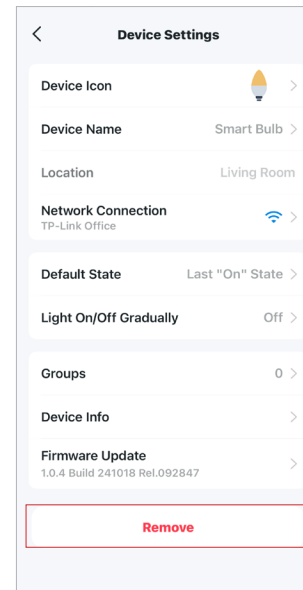 Device Settings
Device Icon
Device Name Smart Bulb
Location Living Room
Network Connection
TP-Link Office
Default State Last "On" State
Light On/Off Gradually Off
Groups 0
Device Info
Firmware Update
1.0.4 Build 241018 Rel.092847
Remove